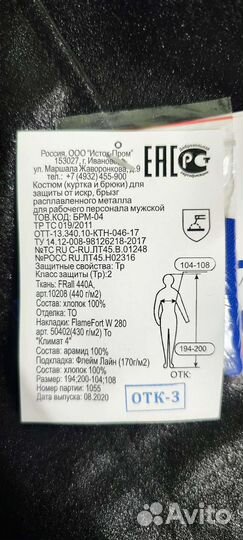 Россия, ООО "Исток-Пром"
153027, г. Иваново,
ул. Маршала Жаворонкова, д.9
тел.: +7 (4932) 455-900
Костюм (куртка и брюки) для
защиты от искр, брызг
расплавленного металла
для рабочего персонала мужской
ТОВ.КОД: БРМ-04
ТР ТС 019/2011
ОТТ-13.340.10-КТН-046-17
ТУ 14.12-008-98126218-2017
№ТС RU С-RU.ЛТ45.В.01248
№РОСС RU.ЛТ45.Н02316
Защитные свойства: Тр
Класс защиты (Тр):2
Ткань: FRall 440А,
арт.10208 (440 г/м2)
Состав: хлопок 100%
Отделка: ТО
Накладки: FlameFort W 280
арт. 50402(430 г/м2) То
"Климат 4"
Состав: арамид 100%
Подкладка: Флейм Лайн (170г/м2)
Состав: хлопок 100%
Размер: 194,200-104;108
Номер партии: 1055
Дата выпуска: 08.2020
ЕАС
РС
104-108
194-200
ОТК:
ОТК-3
Avito